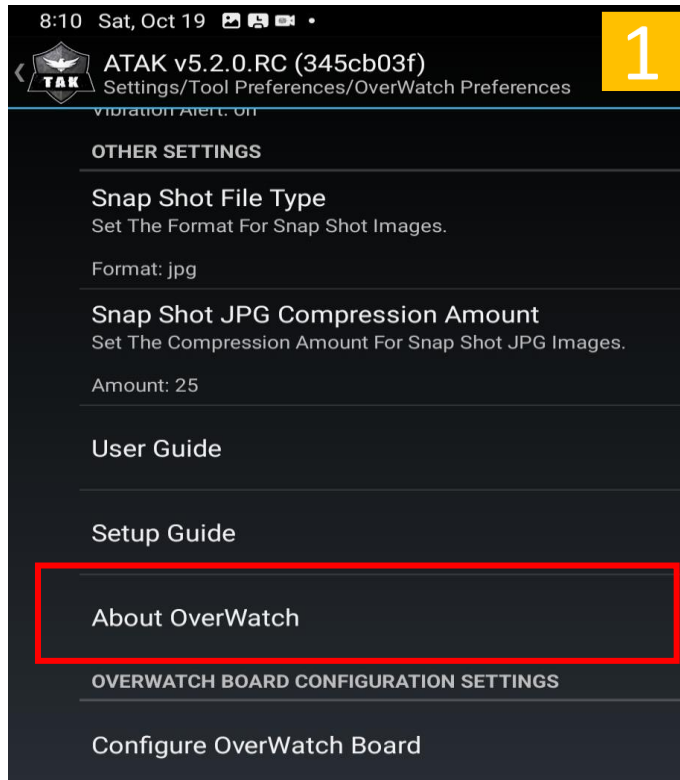 8:10 Sat, Oct 19
1
TAK
ATAK v5.2.0.RC (345cb03f)
Settings/Tool Preferences/OverWatch Preferences
Vibration Alert: on
OTHER SETTINGS
Snap Shot File Type
Set The Format For Snap Shot Images.
Format: jpg
Snap Shot JPG Compression Amount
Set The Compression Amount For Snap Shot JPG Images.
Amount: 25
User Guide
Setup Guide
About OverWatch
OVERWATCH BOARD CONFIGURATION SETTINGS
Configure OverWatch Board